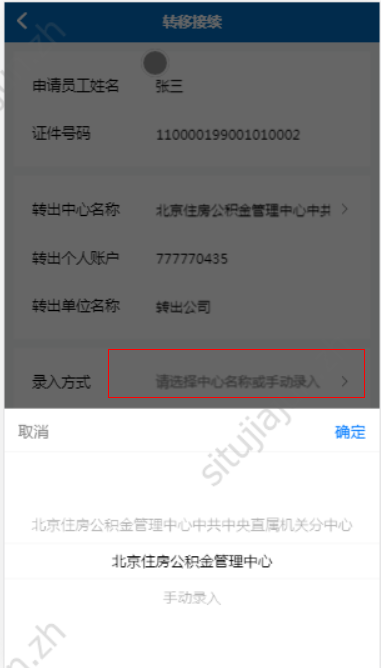 转移接续
申请员工姓名 张三
证件号码 110000199001010002
转出中心名称 北京住房公积金管理中心中共
转出个人账户 777770435
转出单位名称 转出公司
录入方式 请选择中心名称或手动录入
取消 确定
北京住房公积金管理中心中共中央直属机关分中心
北京住房公积金管理中心
手动录入